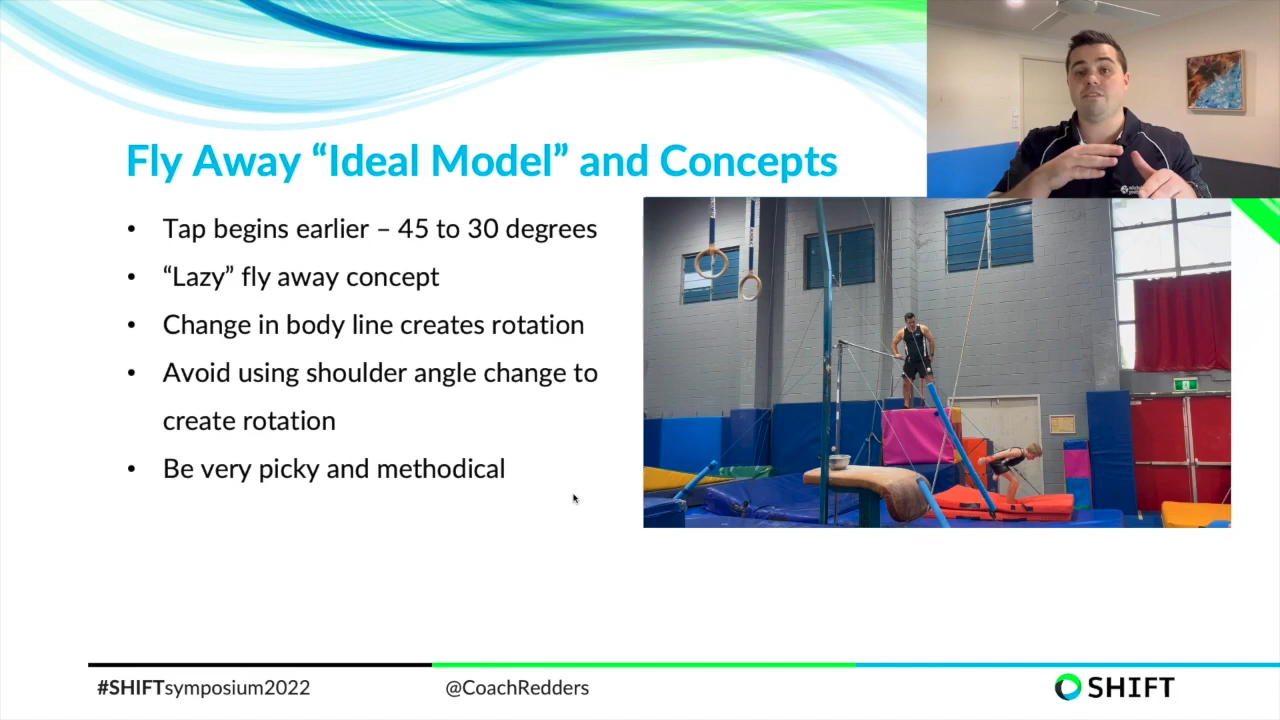 Fly Away “Ideal Model” and Concepts
• Tap begins earlier – 45 to 30 degrees
• “Lazy” fly away concept
• Change in body line creates rotation
• Avoid using shoulder angle change to
create rotation
• Be very picky and methodical
#SHIFTsymposium2022
@CoachRedders
SHIFT